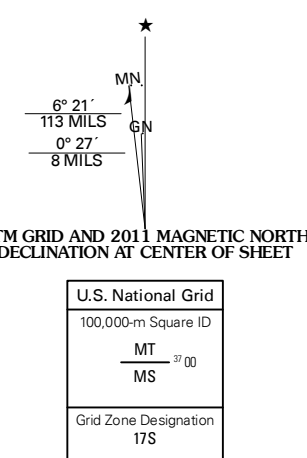 ★
MN.
6° 21´
113 MILS
GN
0° 27´
8 MILS
TM GRID AND 2011 MAGNETIC NORTH
DECLINATION AT CENTER OF SHEET
U.S. National Grid
100,000-m Square ID
MT
37 00
MS
Grid Zone Designation
17S